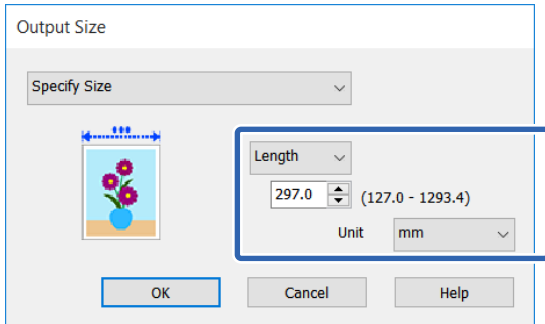 Output Size
Specify Size
Length
297.0 (127.0 - 1293.4)
Unit mm
OK Cancel Help